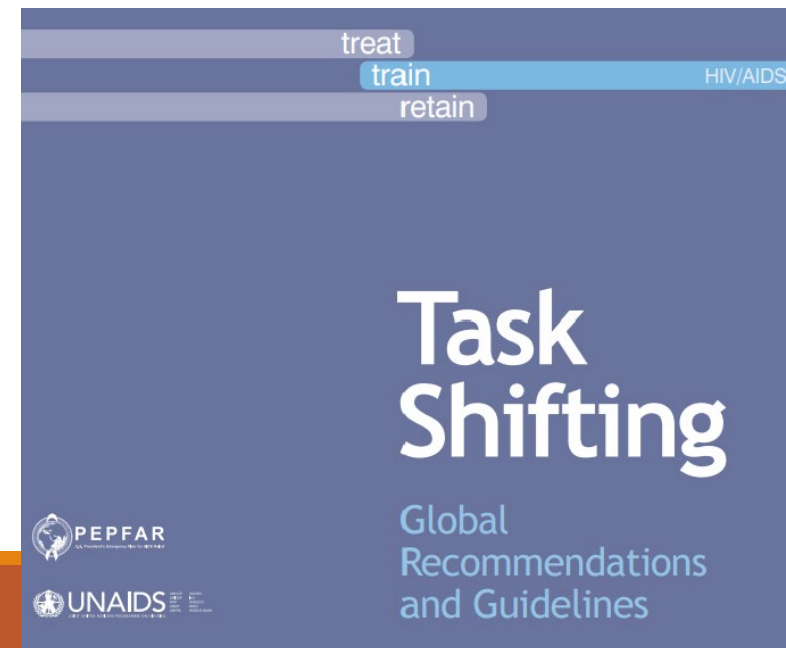 treat
train
HIV/AIDS
retain
Task
Shifting
Global
Recommendations
and Guidelines
PEPFAR
UNAIDS